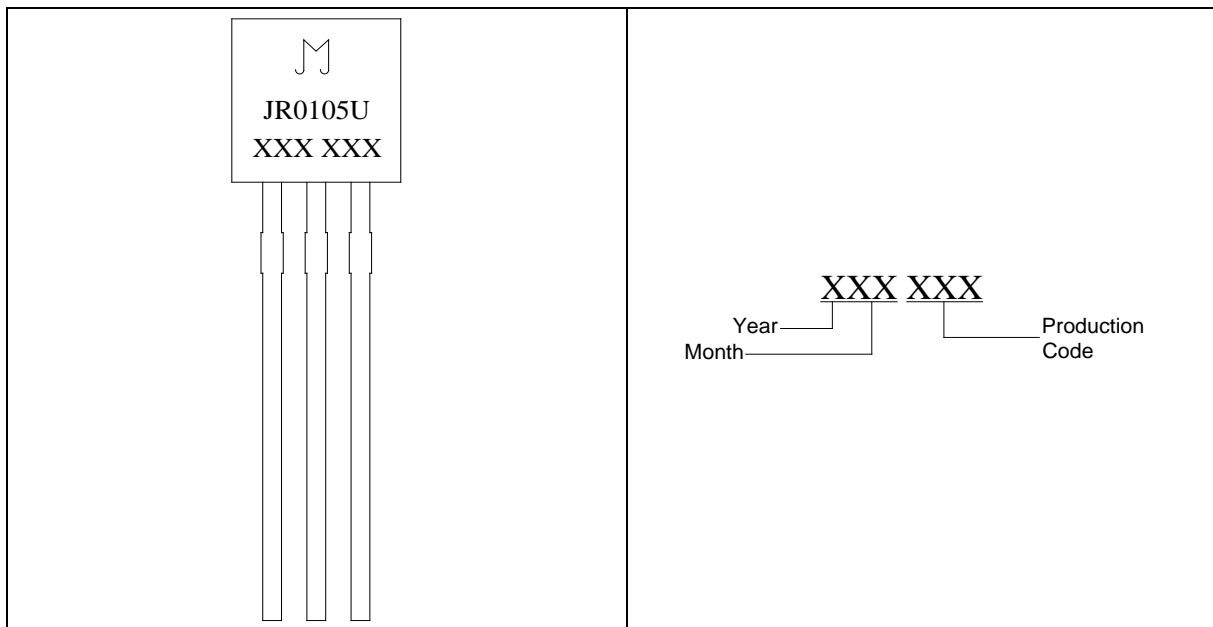 JR0105U
XXX XXX
XXX XXX
Year
Month
Production
Code